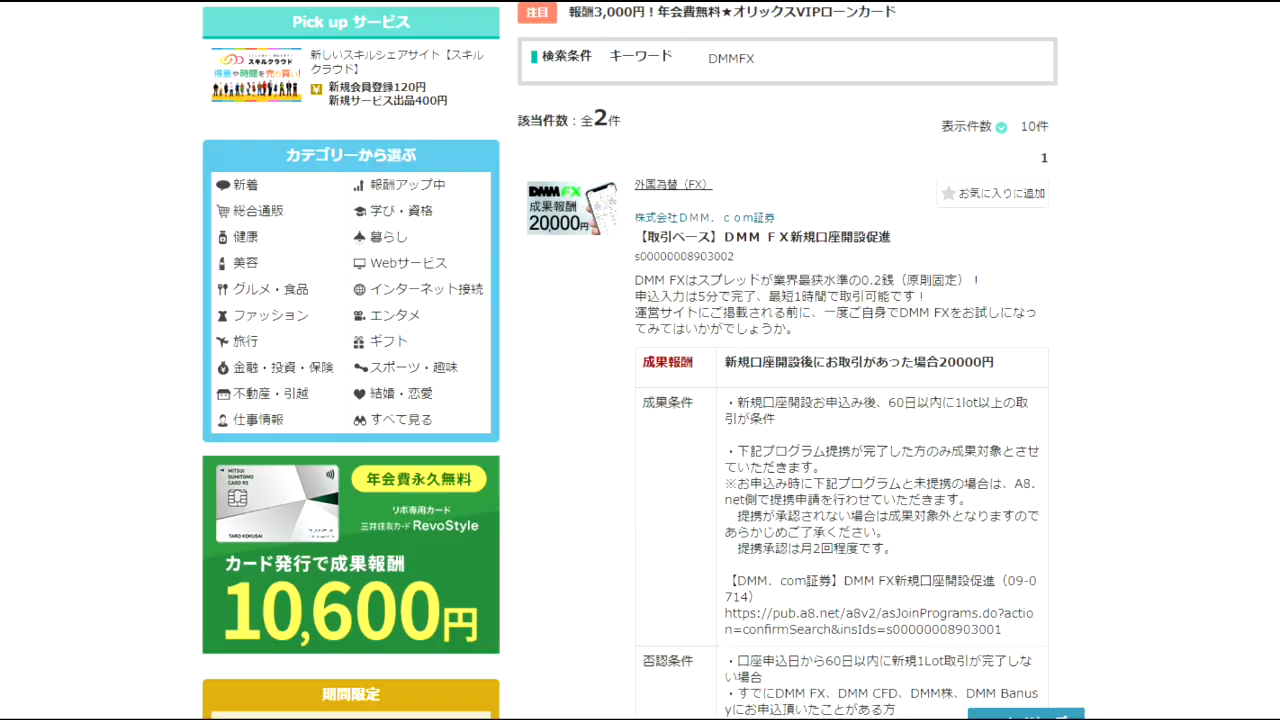 Pick up サービス
新しいスキルシェアサイト【スキル
クラウド】
スキルクラウド
得意や時間を売り買い!
新規会員登録120円
新規サービス出品400円
カテゴリーから選ぶ
新着
報酬アップ中
総合通販
学び・資格
健康
暮らし
美容
Webサービス
グルメ・食品
インターネット接続
ファッション
エンタメ
旅行
ギフト
金融・投資・保険
スポーツ・趣味
不動産・引越
結婚・恋愛
仕事情報
すべて見る
MITSUI
SUMITOMO
CARD RS
TARO KOKUSAI
VISA
年会費永久無料
リボ専用カード
三井住友カード RevoStyle
カード発行で成果報酬
10,600円
期間限定
注目 報酬3,000円！年会費無料★オリックスVIPローンカード
検索条件 キーワード DMMFX
該当件数：全2件
表示件数 10件
1
DMM FX
成果報酬
20000円
外国為替（FX）
お気に入りに追加
株式会社ＤＭＭ．ｃｏｍ証券
【取引ベース】ＤＭＭ ＦＸ新規口座開設促進
s00000008903002
DMM FXはスプレッドが業界最狭水準の0.2銭（原則固定）！
申込入力は5分で完了、最短1時間で取引可能です！
運営サイトにご掲載される前に、一度ご自身でDMM FXをお試しになっ
てみてはいかがでしょうか。
成果報酬 新規口座開設後にお取引があった場合20000円
成果条件 ・新規口座開設お申込み後、60日以内に1lot以上の取
引が条件
・下記プログラム提携が完了した方のみ成果対象とさせ
ていただきます。
※お申込み時に下記プログラムと未提携の場合は、A8.
net側で提携申請を行わせていただきます。
提携が承認されない場合は成果対象外となりますので
あらかじめご了承ください。
提携承認は月2回程度です。
【DMM．com証券】DMM FX新規口座開設促進（09-0
714）
https://pub.a8.net/a8v2/asJoinPrograms.do?actio
n=confirmSearch&insIds=s00000008903001
否認条件 ・口座申込日から60日以内に新規1Lot取引が完了しな
い場合
・すでにDMM FX、DMM CFD、DMM株、DMM Banus
yにお申込頂いたことがある方